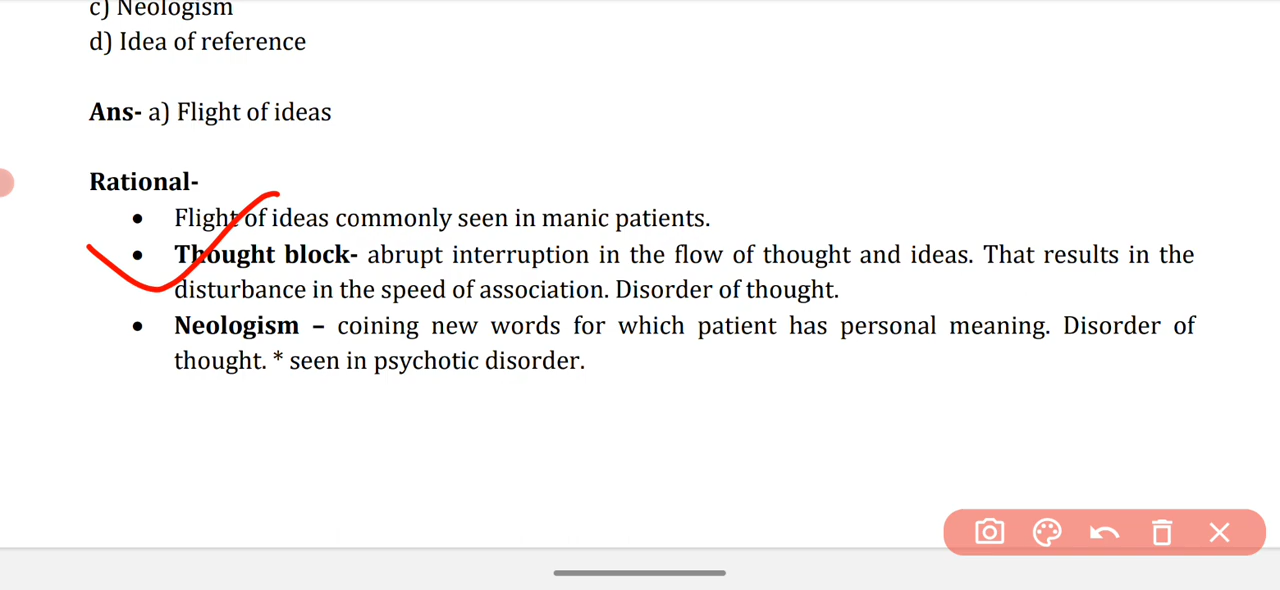 c) Neologism
d) Idea of reference
Ans- a) Flight of ideas
Rational-
• Flight of ideas commonly seen in manic patients.
• Thought block- abrupt interruption in the flow of thought and ideas. That results in the
disturbance in the speed of association. Disorder of thought.
• Neologism – coining new words for which patient has personal meaning. Disorder of
thought. * seen in psychotic disorder.